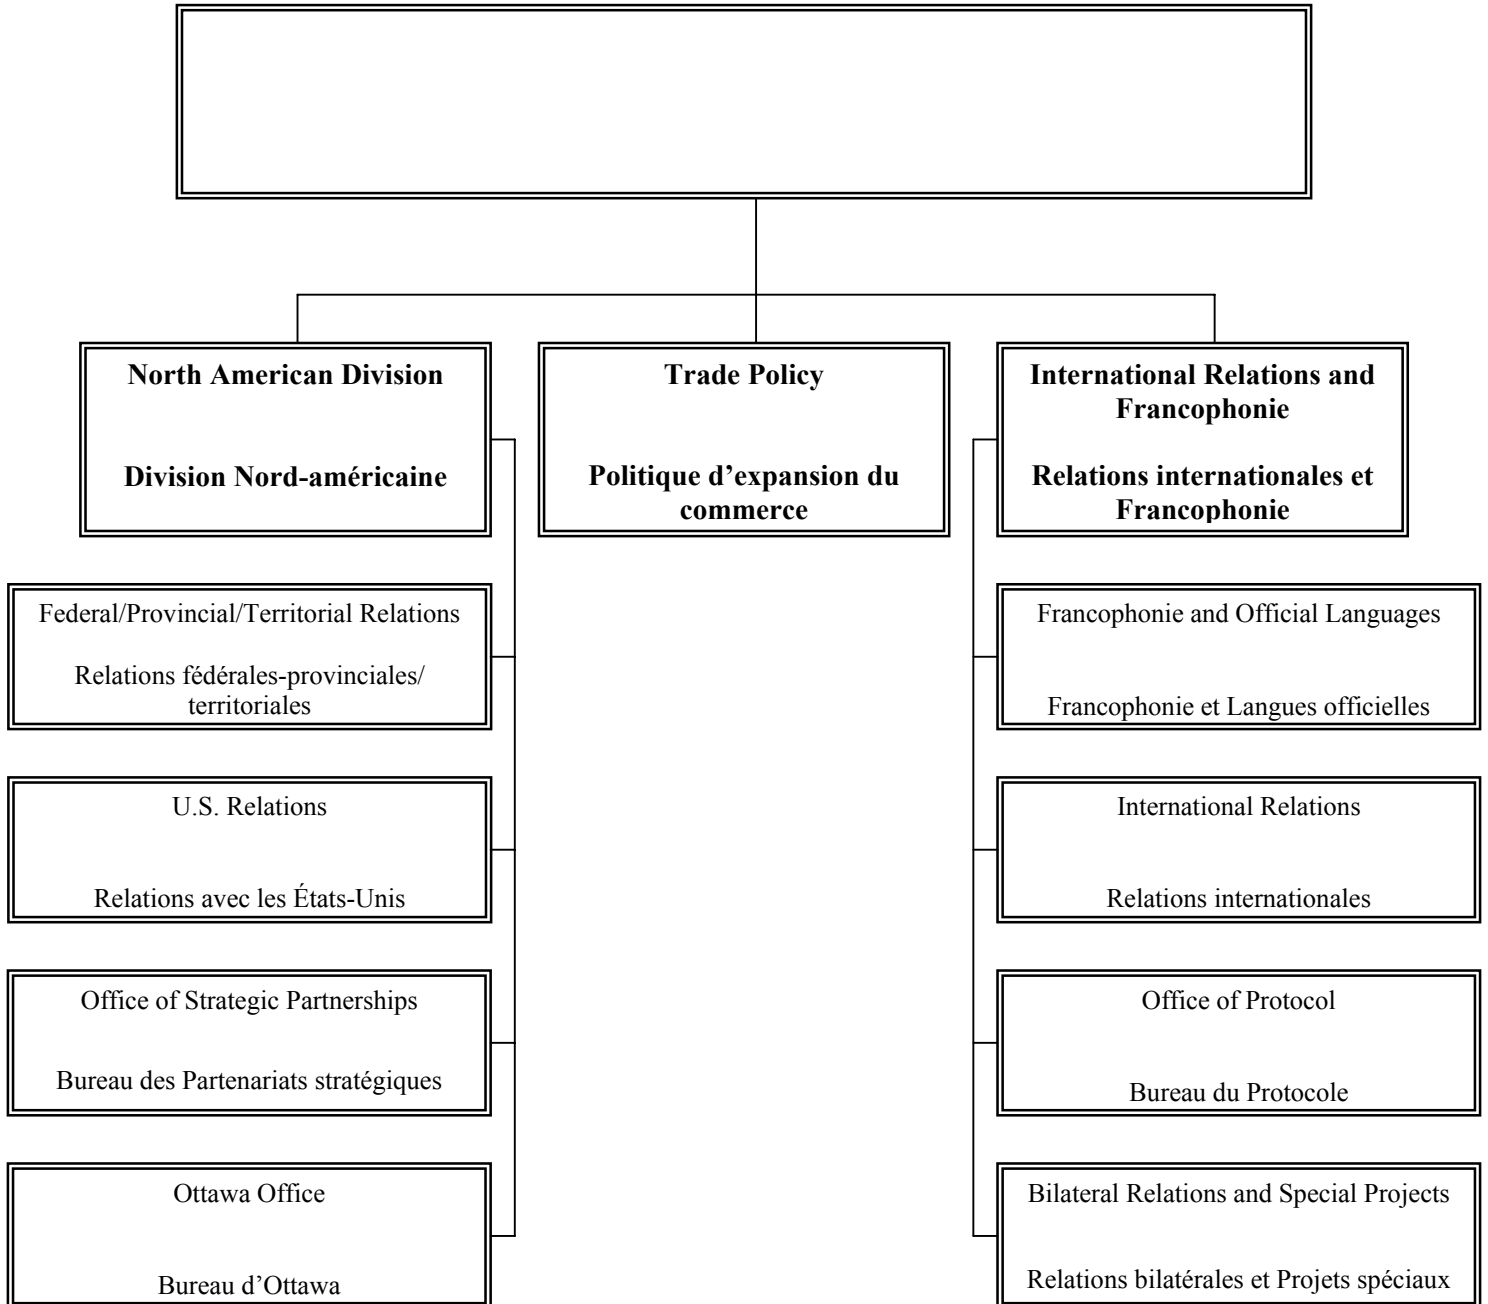 North American Division
Division Nord-américaine
Trade Policy
Politique d’expansion du
commerce
International Relations and
Francophonie
Relations internationales et
Francophonie
Federal/Provincial/Territorial Relations
Relations fédérales-provinciales/
territoriales
U.S. Relations
Relations avec les États-Unis
Office of Strategic Partnerships
Bureau des Partenariats stratégiques
Ottawa Office
Bureau d’Ottawa
Francophonie and Official Languages
Francophonie et Langues officielles
International Relations
Relations internationales
Office of Protocol
Bureau du Protocole
Bilateral Relations and Special Projects
Relations bilatérales et Projets spéciaux